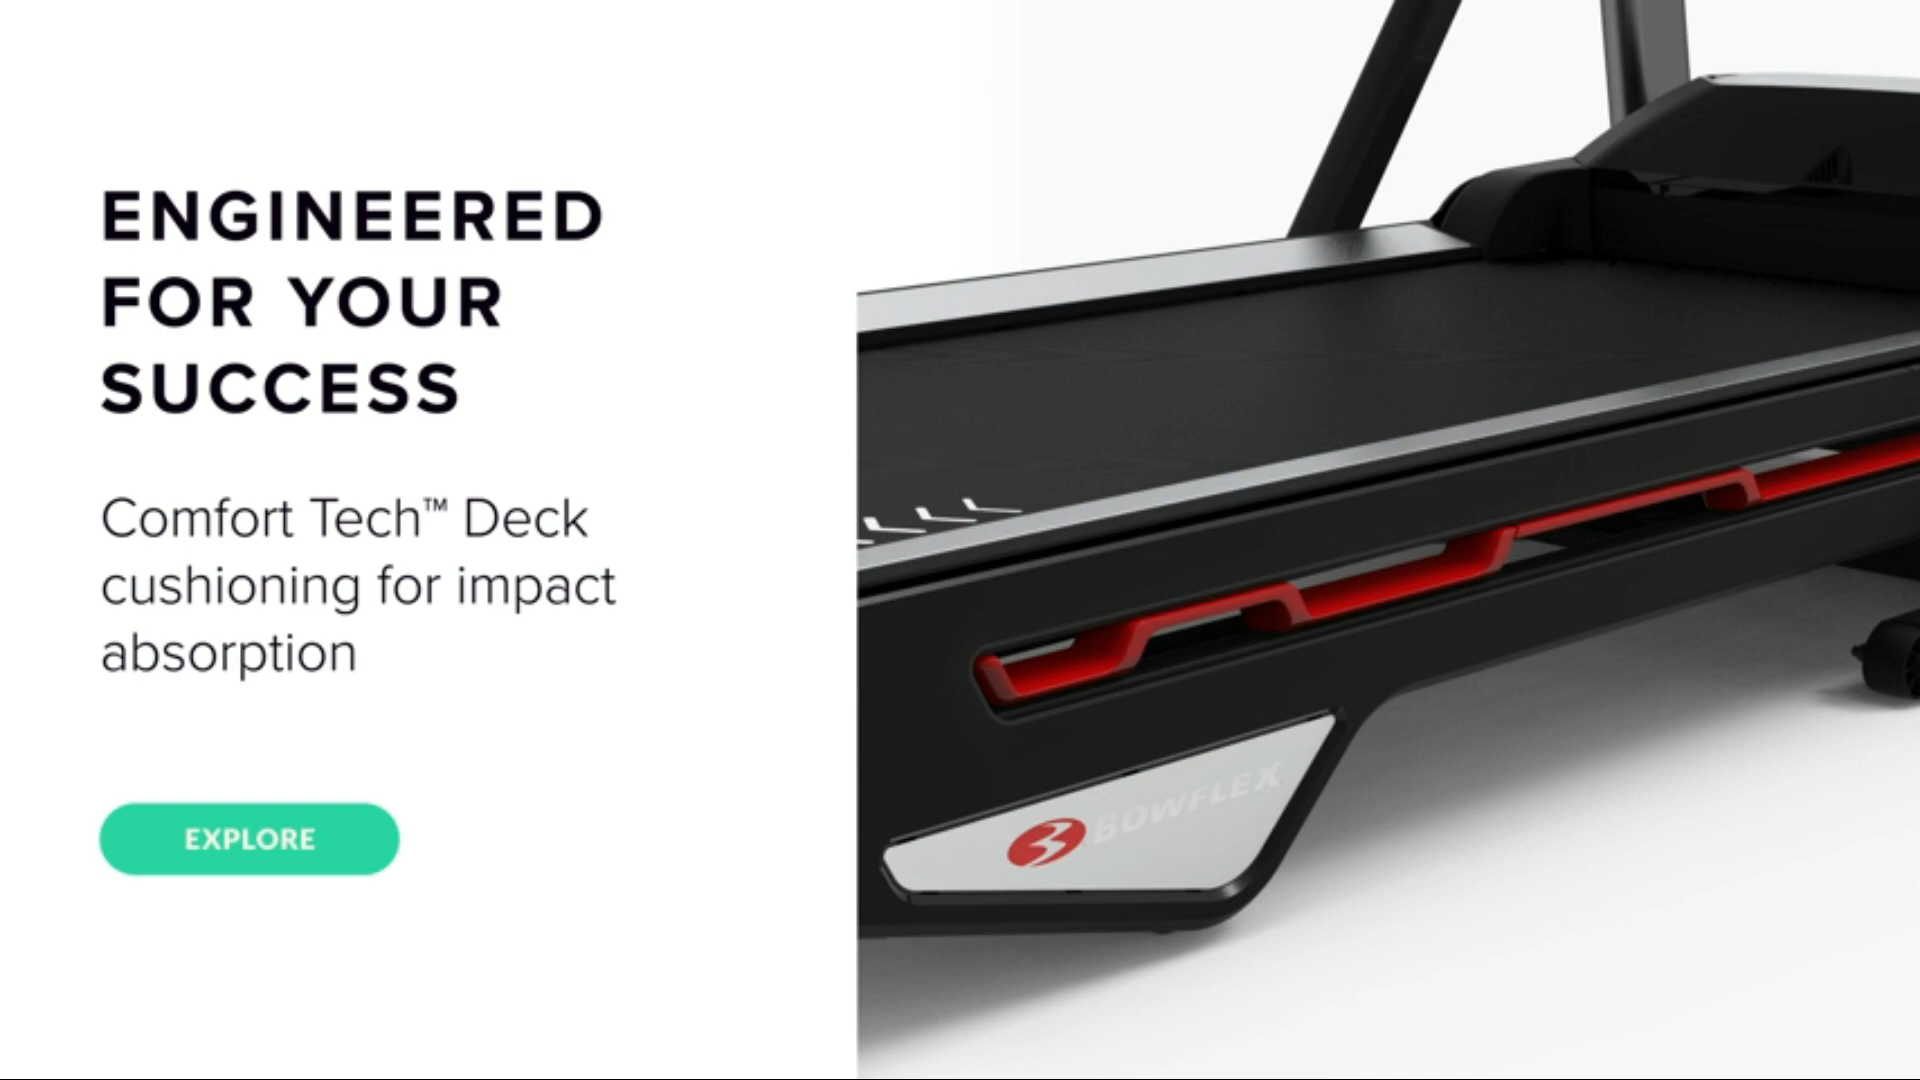 ENGINEERED
FOR YOUR
SUCCESS
Comfort Tech™ Deck
cushioning for impact
absorption
EXPLORE
BOWFLEX